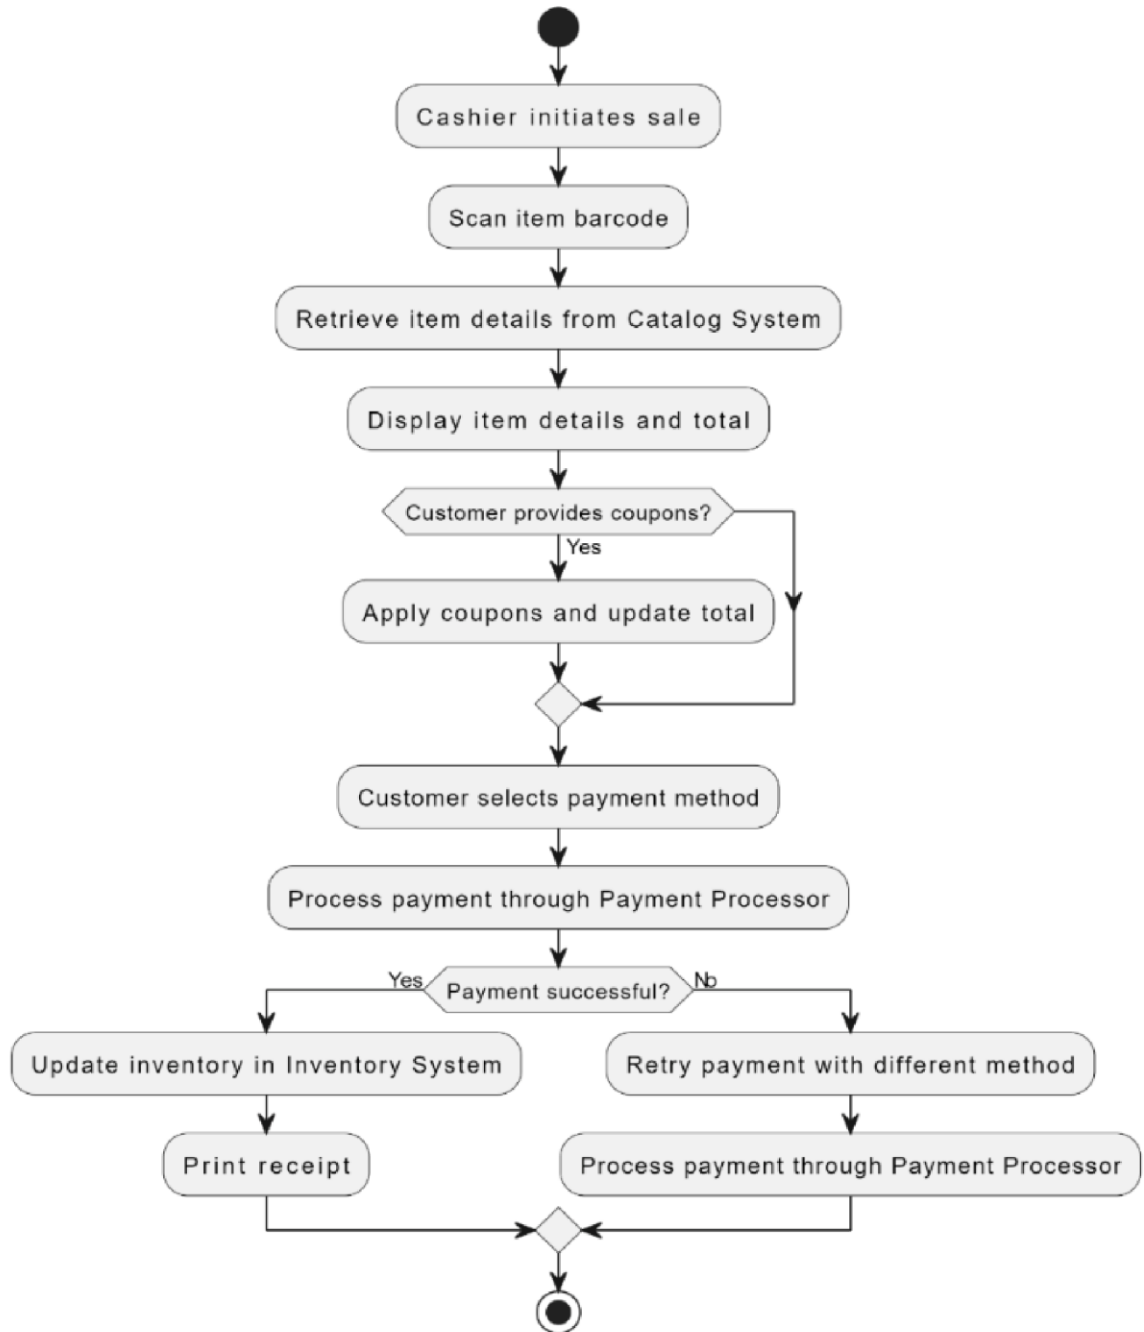 Cashier initiates sale
Scan item barcode
Retrieve item details from Catalog System
Display item details and total
Customer provides coupons?
Yes
Apply coupons and update total
Customer selects payment method
Process payment through Payment Processor
Yes
Payment successful?
No
Update inventory in Inventory System
Retry payment with different method
Print receipt
Process payment through Payment Processor